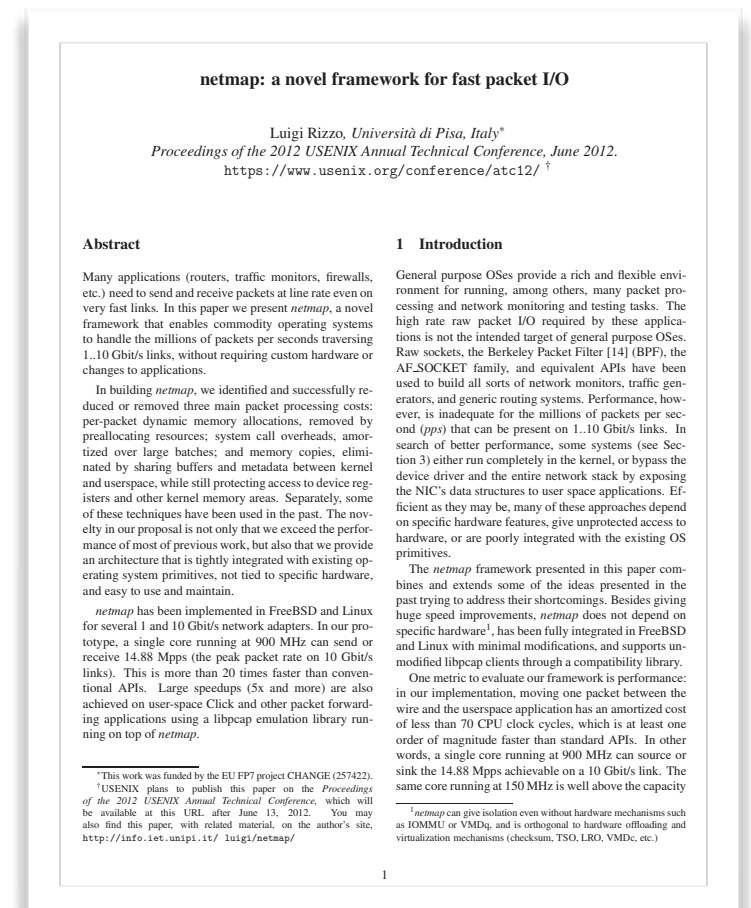 netmap: a novel framework for fast packet I/O
Luigi Rizzo, Università di Pisa, Italy*
Proceedings of the 2012 USENIX Annual Technical Conference, June 2012.
https://www.usenix.org/conference/atc12/ †
Abstract
Many applications (routers, traffic monitors, firewalls,
etc.) need to send and receive packets at line rate even on
very fast links. In this paper we present netmap, a novel
framework that enables commodity operating systems
to handle the millions of packets per seconds traversing
1..10 Gbit/s links, without requiring custom hardware or
changes to applications.
In building netmap, we identified and successfully re-
duced or removed three main packet processing costs:
per-packet dynamic memory allocations, removed by
preallocating resources; system call overheads, amor-
tized over large batches; and memory copies, elimi-
nated by sharing buffers and metadata between kernel
and userspace, while still protecting access to device reg-
isters and other kernel memory areas. Separately, some
of these techniques have been used in the past. The nov-
elty in our proposal is not only that we exceed the perfor-
mance of most of previous work, but also that we provide
an architecture that is tightly integrated with existing op-
erating system primitives, not tied to specific hardware,
and easy to use and maintain.
netmap has been implemented in FreeBSD and Linux
for several 1 and 10 Gbit/s network adapters. In our pro-
totype, a single core running at 900 MHz can send or
receive 14.88 Mpps (the peak packet rate on 10 Gbit/s
links). This is more than 20 times faster than conven-
tional APIs. Large speedups (5x and more) are also
achieved on user-space Click and other packet forward-
ing applications using a libpcap emulation library run-
ning on top of netmap.
*This work was funded by the EU FP7 project CHANGE (257422).
†USENIX plans to publish this paper on the Proceedings
of the 2012 USENIX Annual Technical Conference, which will
be available at this URL after June 13, 2012. You may
also find this paper, with related material, on the author's site,
http://info.iet.unipi.it/ luigi/netmap/
1 Introduction
General purpose OSes provide a rich and flexible envi-
ronment for running, among others, many packet pro-
cessing and network monitoring and testing tasks. The
high rate raw packet I/O required by these applica-
tions is not the intended target of general purpose OSes.
Raw sockets, the Berkeley Packet Filter [14] (BPF), the
AF_SOCKET family, and equivalent APIs have been
used to build all sorts of network monitors, traffic gen-
erators, and generic routing systems. Performance, how-
ever, is inadequate for the millions of packets per sec-
ond (pps) that can be present on 1..10 Gbit/s links. In
search of better performance, some systems (see Sec-
tion 3) either run completely in the kernel, or bypass the
device driver and the entire network stack by exposing
the NIC's data structures to user space applications. Ef-
ficient as they may be, many of these approaches depend
on specific hardware features, give unprotected access to
hardware, or are poorly integrated with the existing OS
primitives.
The netmap framework presented in this paper com-
bines and extends some of the ideas presented in the
past trying to address their shortcomings. Besides giving
huge speed improvements, netmap does not depend on
specific hardware¹, has been fully integrated in FreeBSD
and Linux with minimal modifications, and supports un-
modified libpcap clients through a compatibility library.
One metric to evaluate our framework is performance:
in our implementation, moving one packet between the
wire and the userspace application has an amortized cost
of less than 70 CPU clock cycles, which is at least one
order of magnitude faster than standard APIs. In other
words, a single core running at 900 MHz can source or
sink the 14.88 Mpps achievable on a 10 Gbit/s link. The
same core running at 150 MHz is well above the capacity
¹netmap can give isolation even without hardware mechanisms such
as IOMMU or VMDq, and is orthogonal to hardware offloading and
virtualization mechanisms (checksum, TSO, LRO, VMDc, etc.)
1